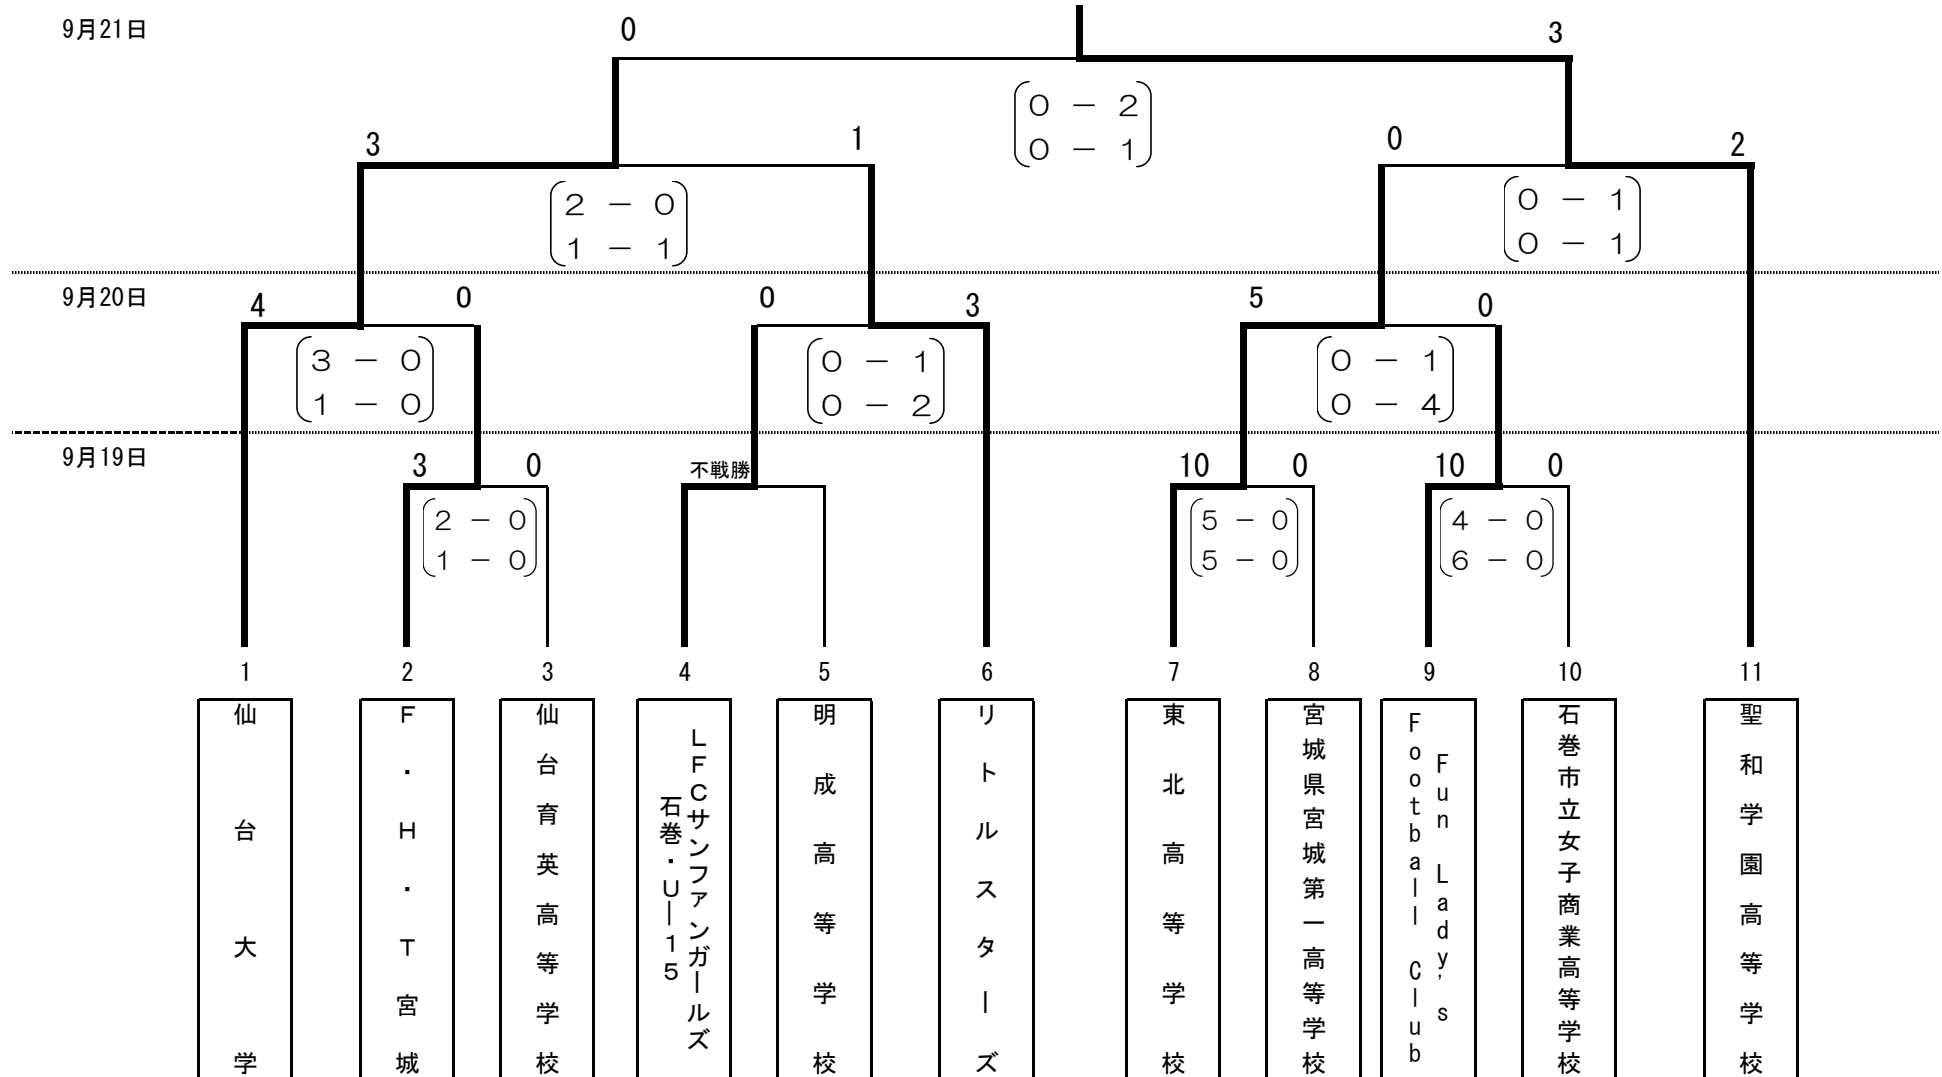 9月21日
0
3
0 － 2
0 － 1
3
1
0
2
2 － 0
1 － 1
0 － 1
0 － 1
9月20日
4
0
0
3
5
0
3 － 0
1 － 0
0 － 1
0 － 2
0 － 1
0 － 4
9月19日
3
0
不戦勝
10
0
10
0
2 － 0
1 － 0
5 － 0
5 － 0
4 － 0
6 － 0
1
2
3
4
5
6
7
8
9
10
11
仙台大学
F・H・T宮城
仙台育英高等学校
LFCサンファンガールズ
石巻・U―15
明成高等学校
リトルスターズ
東北高等学校
宮城県宮城第一高等学校
Fun Lady's
Football Club
石巻市立女子商業高等学校
聖和学園高等学校